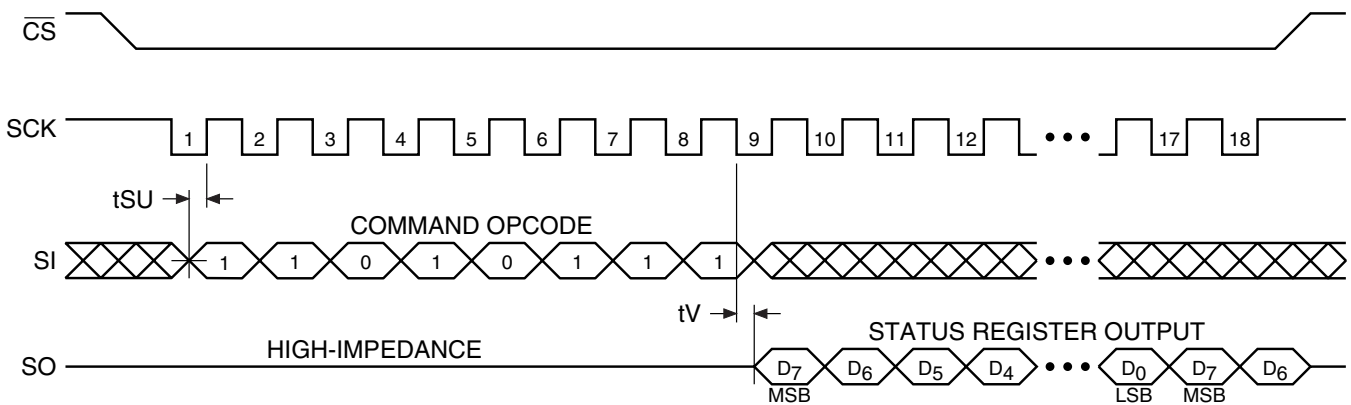 CS
SCK 1 2 3 4 5 6 7 8 9 10 11 12 ••• 17 18
tSU
COMMAND OPCODE
SI 1 1 0 1 0 1 1 1 •••
tV
HIGH-IMPEDANCE
STATUS REGISTER OUTPUT
SO D7 D6 D5 D4 ••• D0 D7 D6
MSB LSB MSB